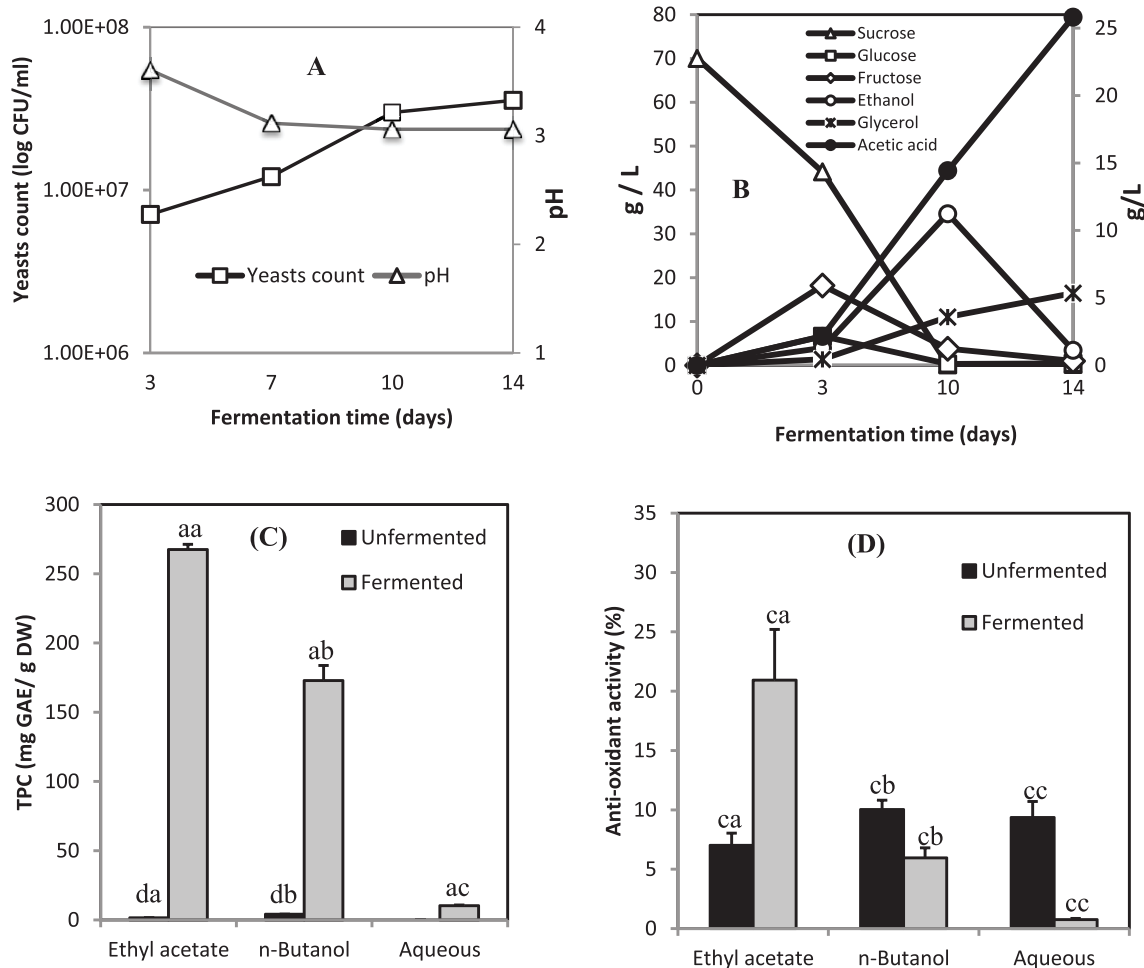 A
Yeasts count (log CFU/ml)
1.00E+08
1.00E+07
1.00E+06
4
3
2
1
pH
Yeasts count
pH
3 7 10 14
Fermentation time (days)
B
g / L
80
70
60
50
40
30
20
10
0
Sucrose
Glucose
Fructose
Ethanol
Glycerol
Acetic acid
25
20
15
10
5
0
g/L
0 3 10 14
Fermentation time (days)
(C)
TPC (mg GAE/ g DW)
300
250
200
150
100
50
0
Unfermented
Fermented
aa
ab
da
db
ac
Ethyl acetate n-Butanol Aqueous
(D)
Anti-oxidant activity (%)
35
30
25
20
15
10
5
0
Unfermented
Fermented
ca
ca
cb
cb
cc
cc
Ethyl acetate n-Butanol Aqueous